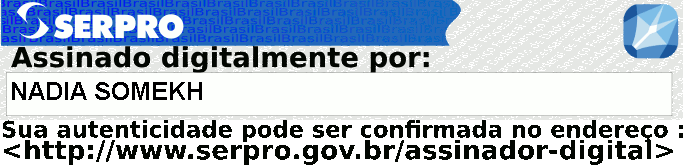 SERPRO
Assinado digitalmente por:
NADIA SOMEKH
Sua autenticidade pode ser confirmada no endereço :
<http://www.serpro.gov.br/assinador-digital>